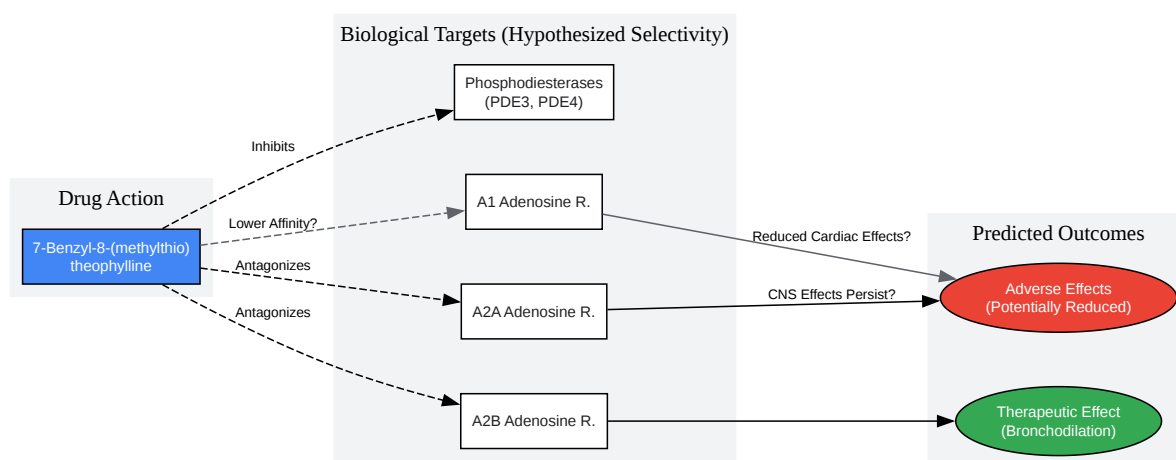 Biological Targets (Hypothesized Selectivity)
Phosphodiesterases
(PDE3, PDE4)
Inhibits
Drug Action
7-Benzyl-8-(methylthio)
theophylline
Lower Affinity?
A1 Adenosine R.
Antagonizes
A2A Adenosine R.
Antagonizes
A2B Adenosine R.
Reduced Cardiac Effects?
CNS Effects Persist?
Predicted Outcomes
Adverse Effects
(Potentially Reduced)
Therapeutic Effect
(Bronchodilation)